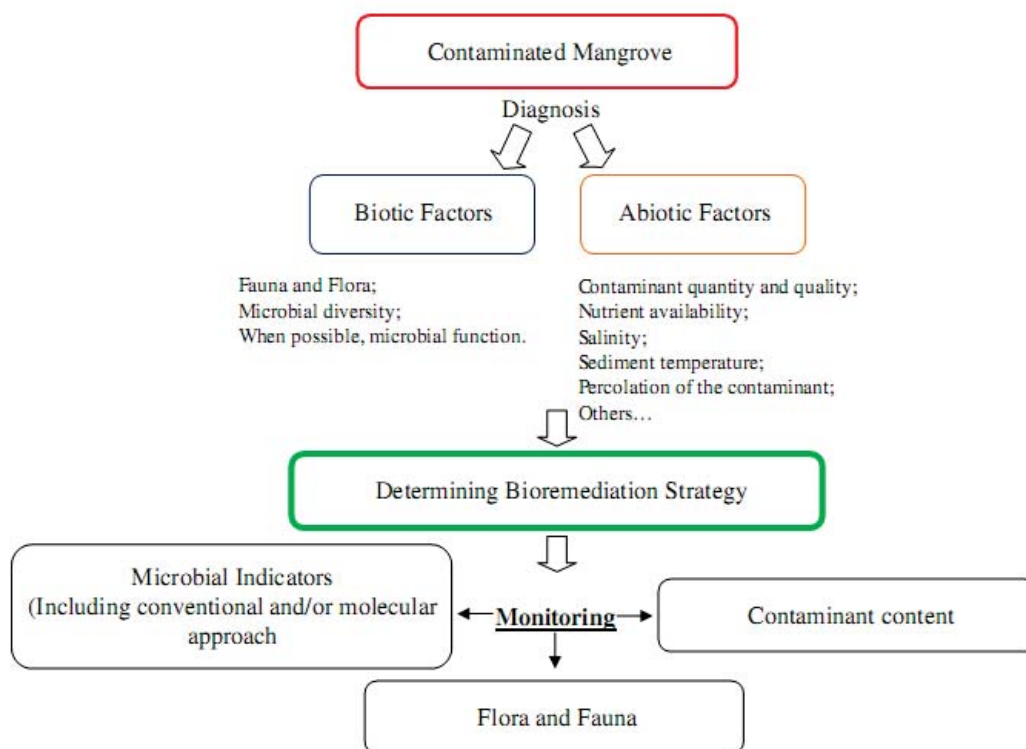 Contaminated Mangrove
Diagnosis
Biotic Factors
Abiotic Factors
Fauna and Flora;
Microbial diversity;
When possible, microbial function.
Contaminant quantity and quality;
Nutrient availability;
Salinity;
Sediment temperature;
Percolation of the contaminant;
Others…
Determining Bioremediation Strategy
Microbial Indicators
(Including conventional and/or molecular
approach
Monitoring
Contaminant content
Flora and Fauna